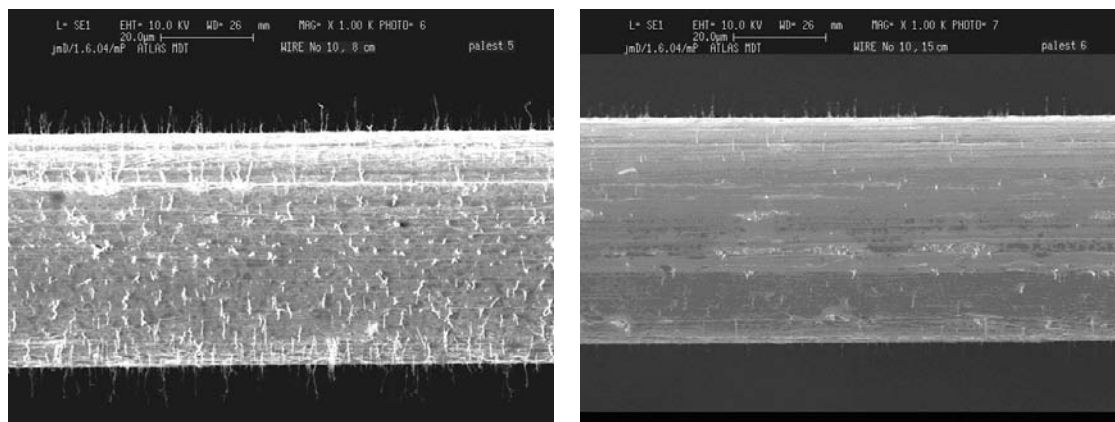 L= SE1 EHT= 10.0 KV WD= 26 mm MAG= X 1.00 K PHOTO= 6
20.0µm
jmD/1.6.04/mP ATLAS MDT WIRE No 10, 8 cm palest 5
L= SE1 EHT= 10.0 KV WD= 26 mm MAG= X 1.00 K PHOTO= 7
20.0µm
jmD/1.6.04/mP ATLAS MDT WIRE No 10, 15 cm palest 6